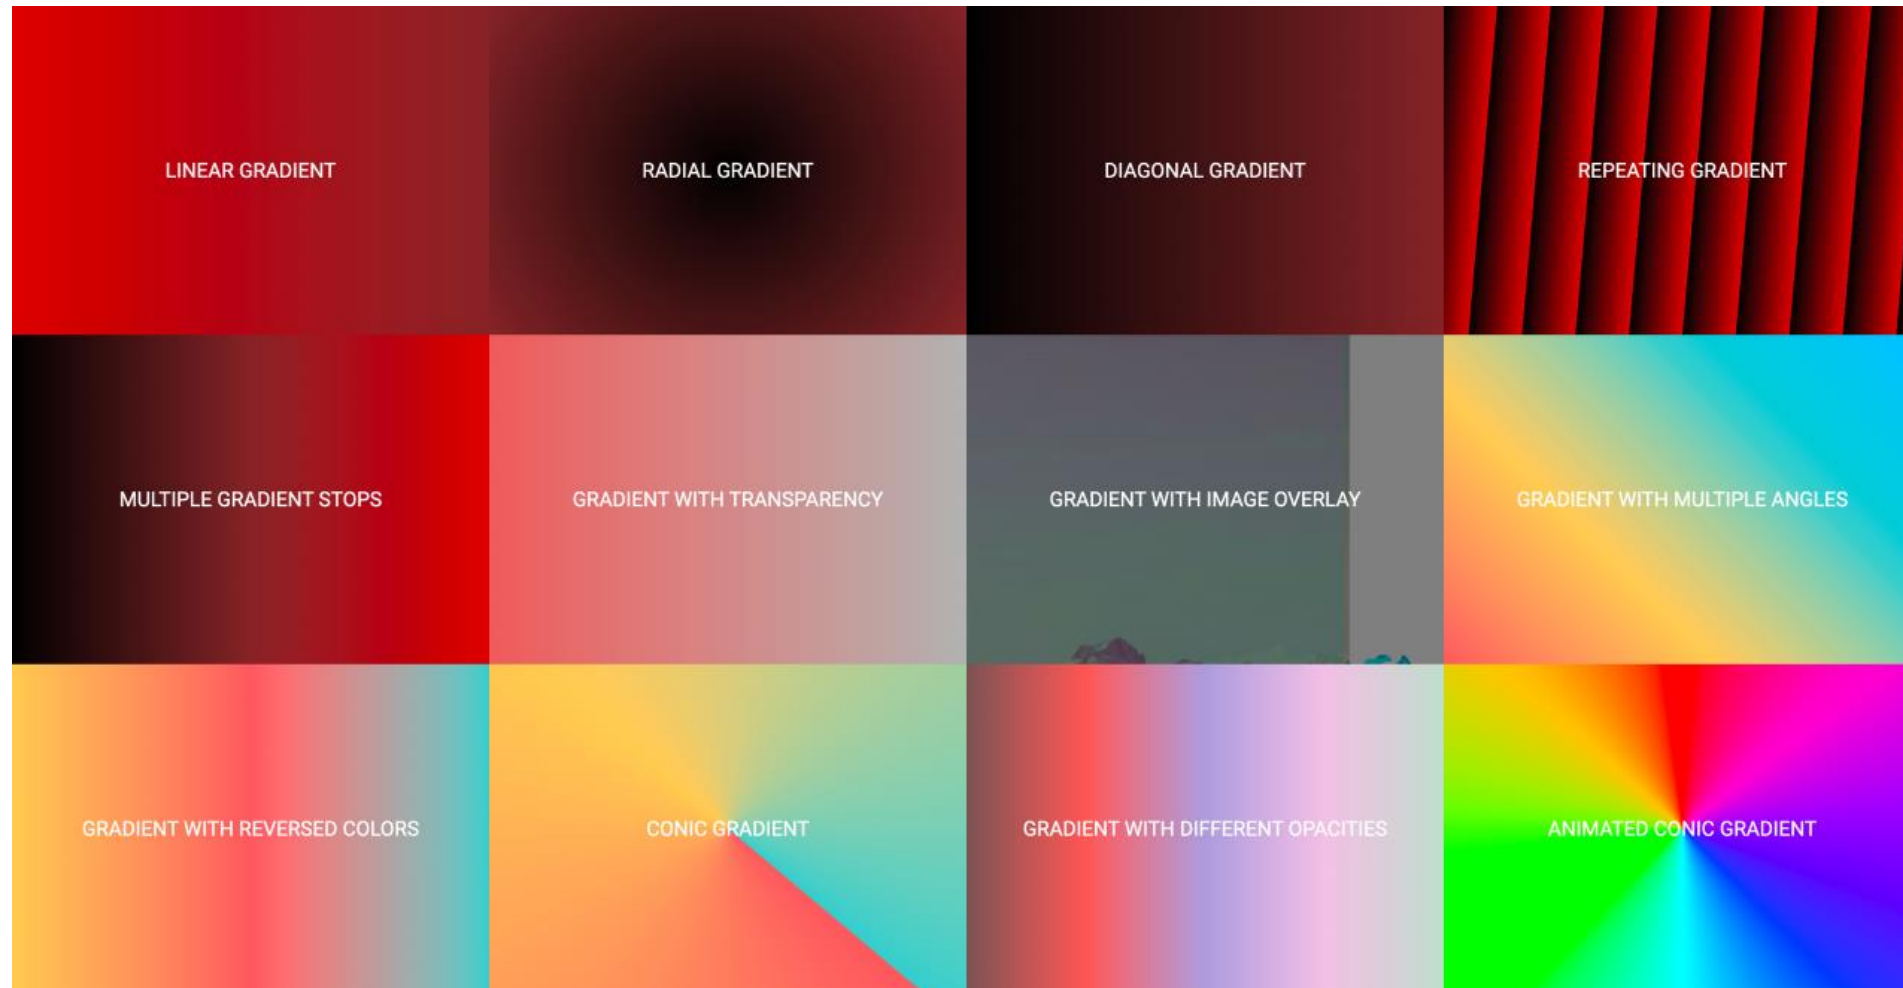 LINEAR GRADIENT
RADIAL GRADIENT
DIAGONAL GRADIENT
REPEATING GRADIENT
MULTIPLE GRADIENT STOPS
GRADIENT WITH TRANSPARENCY
GRADIENT WITH IMAGE OVERLAY
GRADIENT WITH MULTIPLE ANGLES
GRADIENT WITH REVERSED COLORS
CONIC GRADIENT
GRADIENT WITH DIFFERENT OPACITIES
ANIMATED CONIC GRADIENT